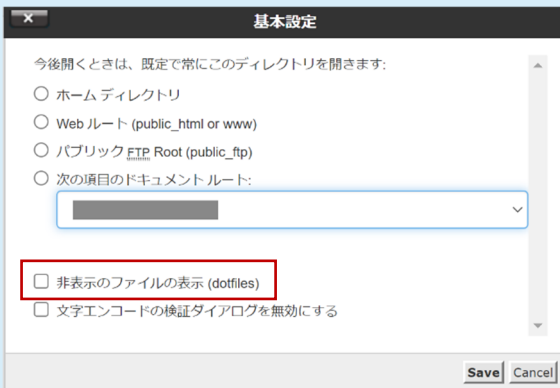 基本設定
今後開くときは、既定で常にこのディレクトリを開きます:
ホーム ディレクトリ
Web ルート (public_html or www)
パブリック FTP Root (public_ftp)
次の項目のドキュメント ルート:
非表示のファイルの表示 (dotfiles)
文字エンコードの検証ダイアログを無効にする
Save Cancel